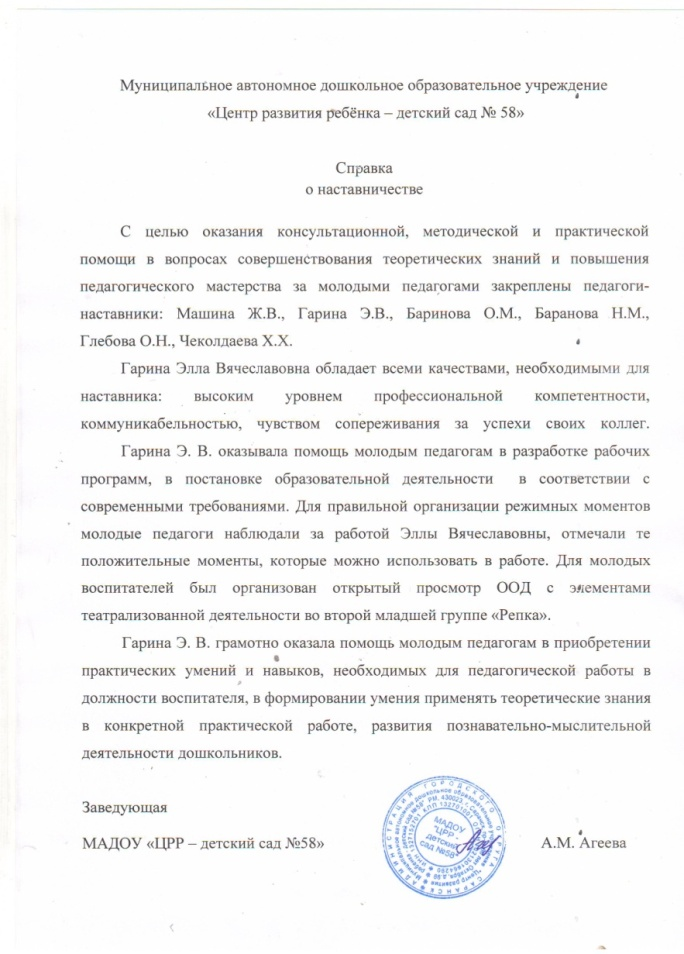 Муниципальное автономное дошкольное образовательное учреждение
«Центр развития ребёнка – детский сад № 58»
Справка
о наставничестве
С целью оказания консультационной, методической и практической
помощи в вопросах совершенствования теоретических знаний и повышения
педагогического мастерства за молодыми педагогами закреплены педагоги-
наставники: Машина Ж.В., Гарина Э.В., Баринова О.М., Баранова Н.М.,
Глебова О.Н., Чеколдаева Х.Х.
Гарина Элла Вячеславовна обладает всеми качествами, необходимыми для
наставника: высоким уровнем профессиональной компетентности,
коммуникабельностью, чувством сопереживания за успехи своих коллег.
Гарина Э. В. оказывала помощь молодым педагогам в разработке рабочих
программ, в постановке образовательной деятельности в соответствии с
современными требованиями. Для правильной организации режимных моментов
молодые педагоги наблюдали за работой Эллы Вячеславовны, отмечали те
положительные моменты, которые можно использовать в работе. Для молодых
воспитателей был организован открытый просмотр ООД с элементами
театрализованной деятельности во второй младшей группе «Репка».
Гарина Э. В. грамотно оказала помощь молодым педагогам в приобретении
практических умений и навыков, необходимых для педагогической работы в
должности воспитателя, в формировании умения применять теоретические знания
в конкретной практической работе, развития познавательно-мыслительной
деятельности дошкольников.
Заведующая
МАДОУ «ЦРР – детский сад №58» А.М. Агеева
МАДОУ
"ЦРР -
детский
сад №58"